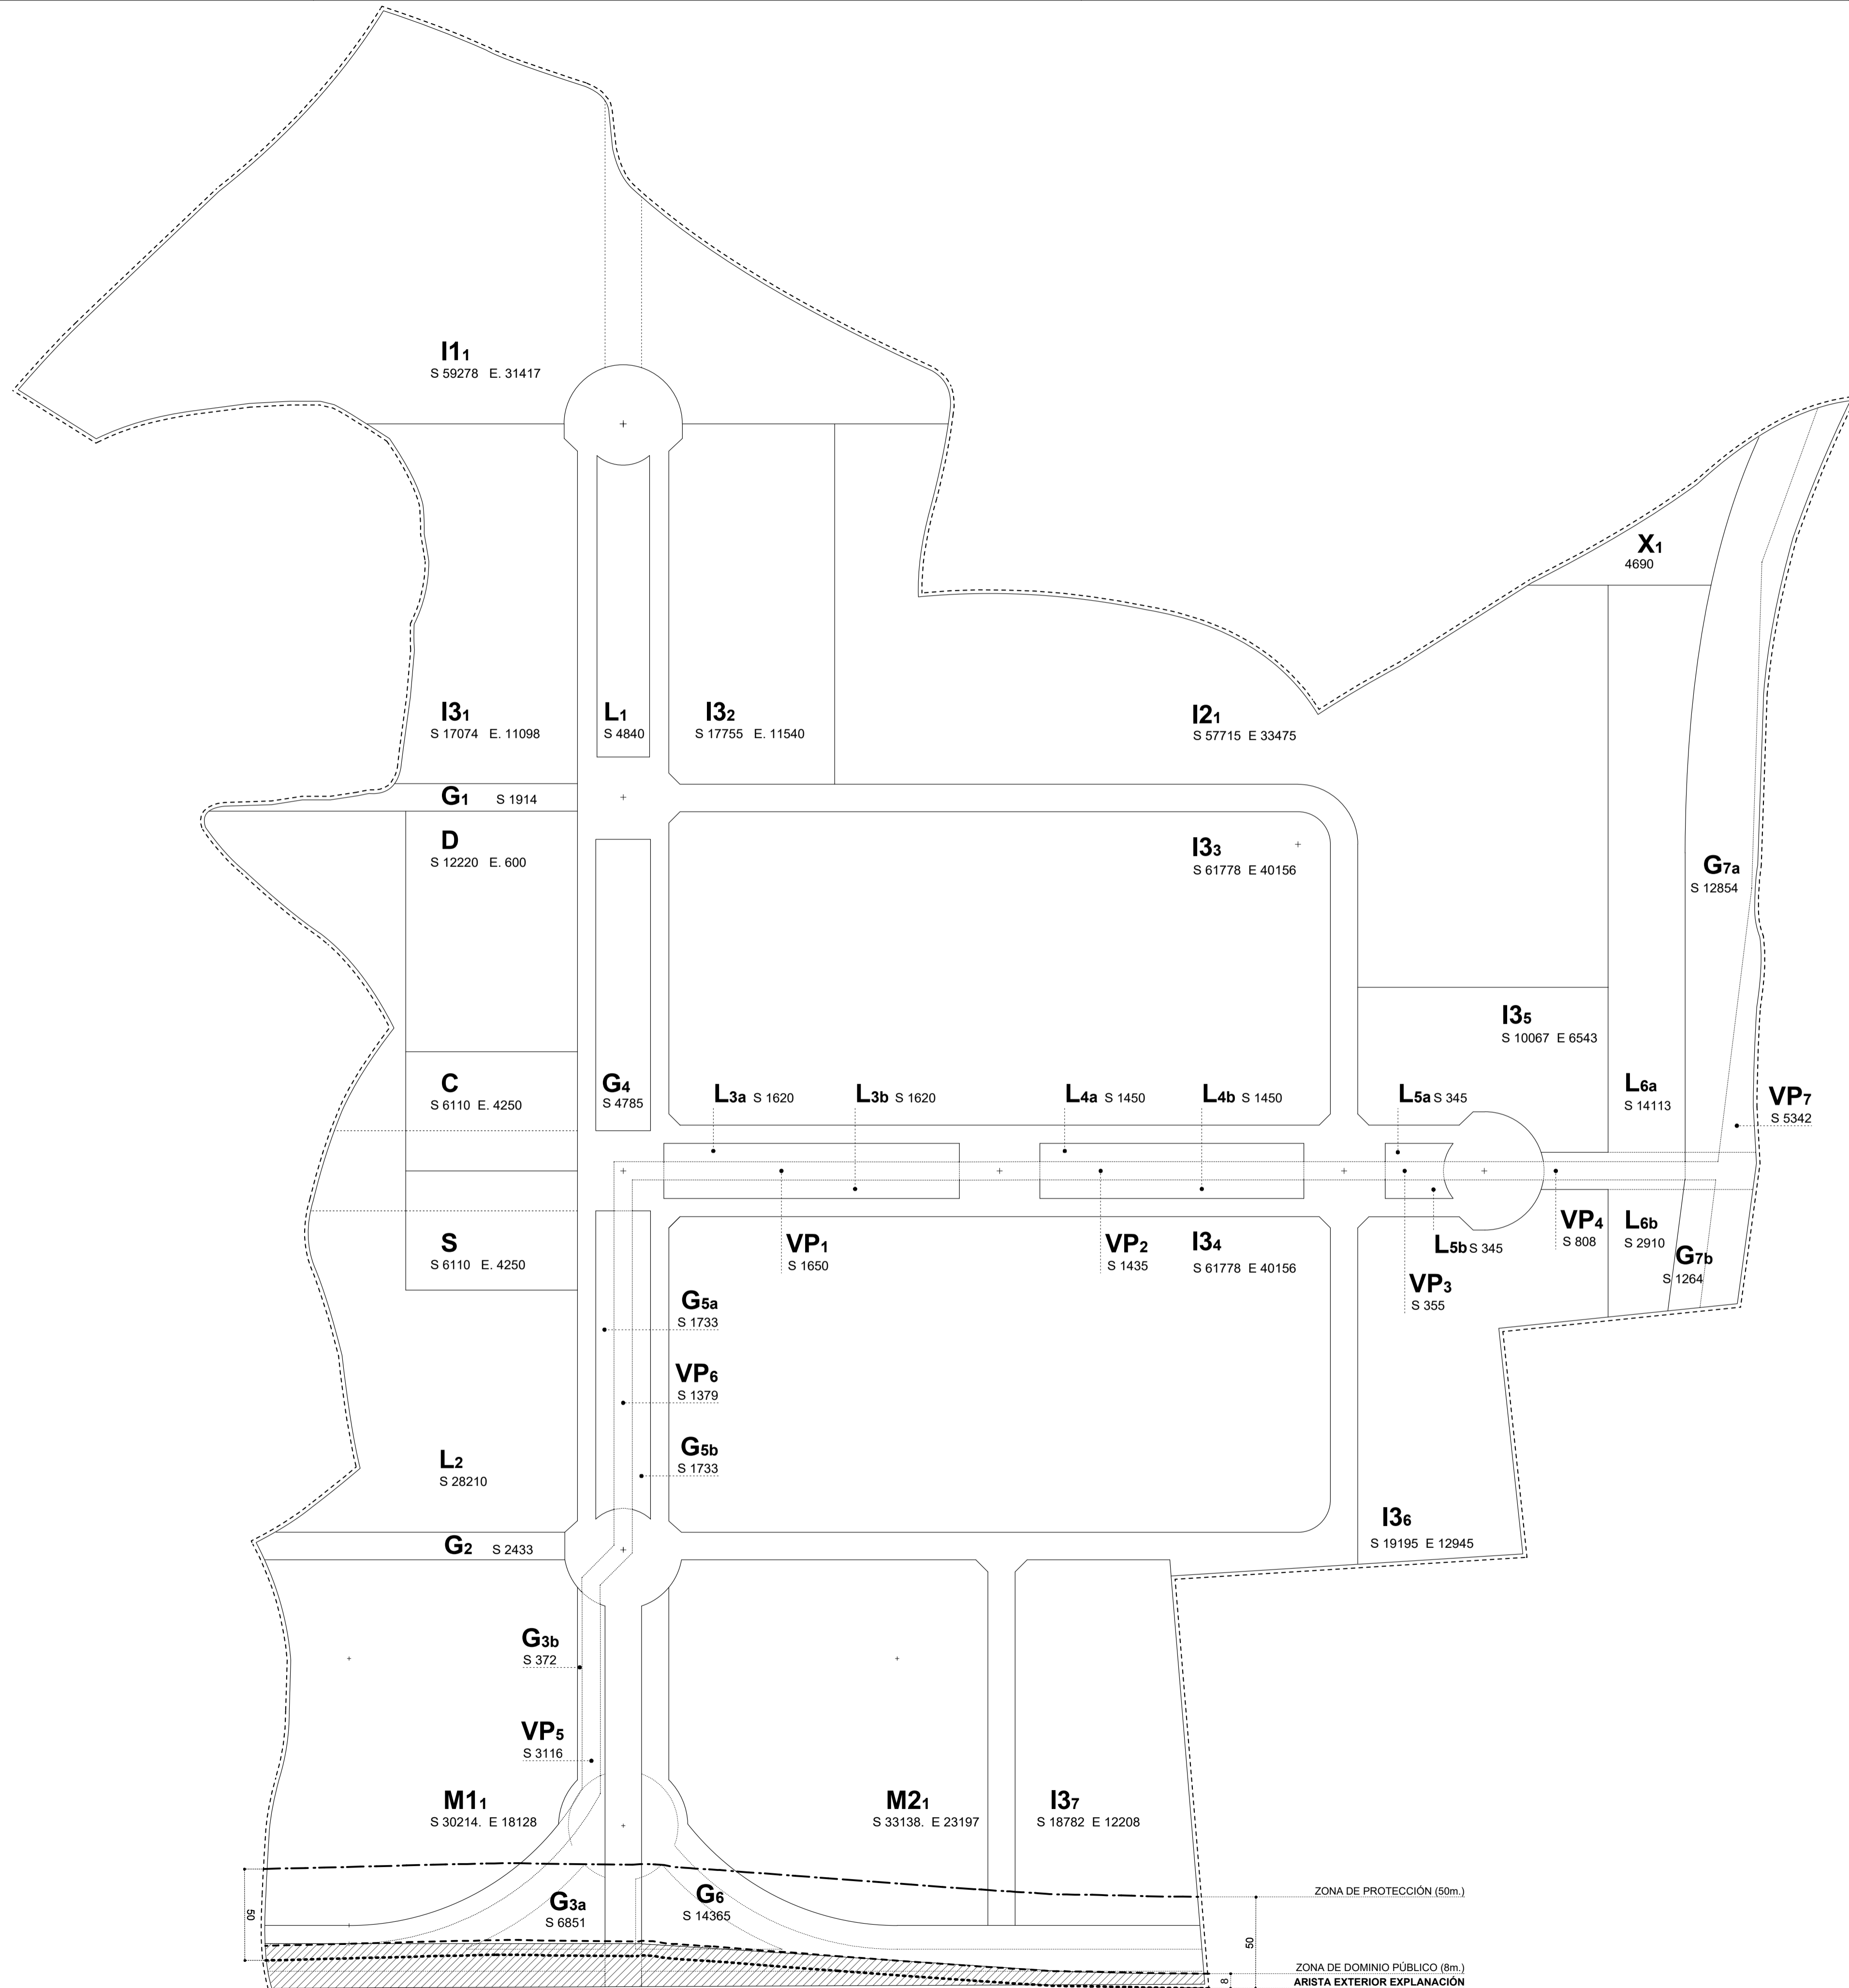 I1₁
S 59278 E. 31417
X₁
4690
I3₁
S 17074 E. 11098
L₁
S 4840
I3₂
S 17755 E. 11540
I2₁
S 57715 E 33475
G₁ S 1914
D
S 12220 E. 600
I3₃
S 61778 E 40156
G₇a
S 12854
I3₅
S 10067 E 6543
C
S 6110 E. 4250
G₄
S 4785
L₃a S 1620
L₃b S 1620
L₄a S 1450
L₄b S 1450
L₅a S 345
L₆a
S 14113
VP₇
S 5342
S
S 6110 E. 4250
VP₁
S 1650
VP₂
S 1435
I3₄
S 61778 E 40156
L₅b S 345
VP₃
S 355
VP₄
S 808
L₆b
S 2910
G₇b
S 1264
G₅a
S 1733
VP₆
S 1379
G₅b
S 1733
L₂
S 28210
G₂ S 2433
I3₆
S 19195 E 12945
G₃b
S 372
VP₅
S 3116
M1₁
S 30214. E 18128
M2₁
S 33138. E 23197
I3₇
S 18782 E 12208
G₃a
S 6851
G₆
S 14365
ZONA DE PROTECCIÓN (50m.)
50
50
ZONA DE DOMINIO PÚBLICO (8m.)
8
ARISTA EXTERIOR EXPLANACIÓN